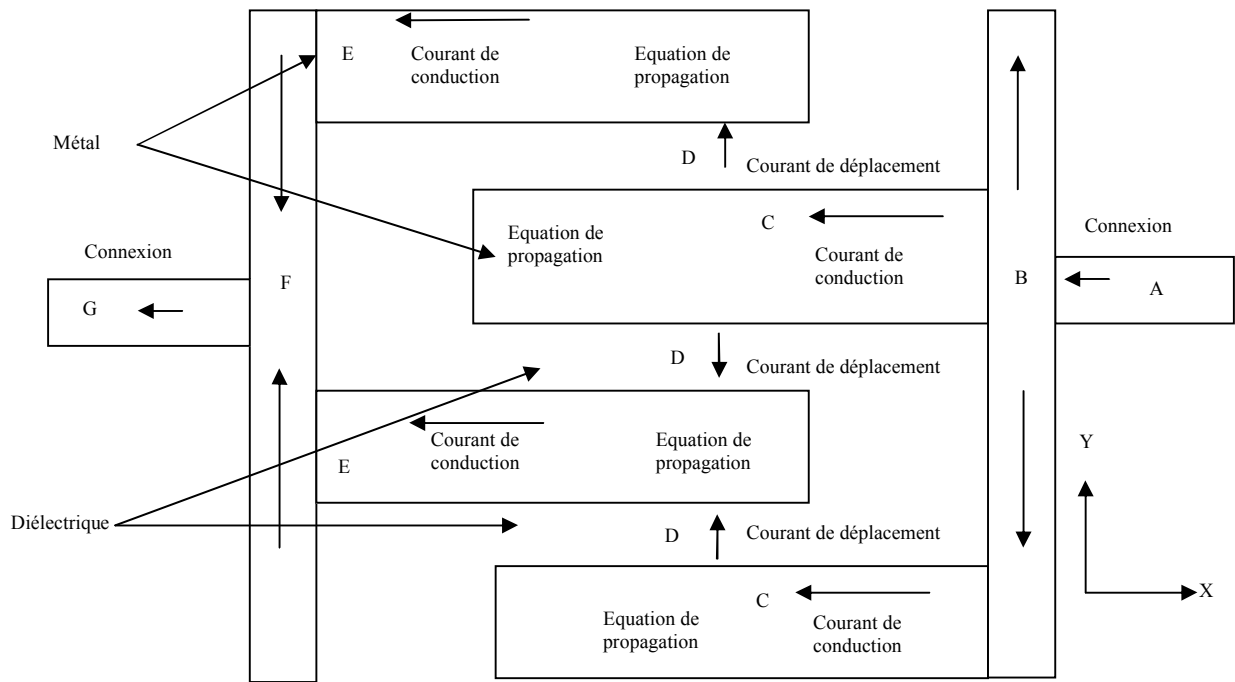 E
Courant de
conduction
Equation de
propagation
Métal
D
Courant de déplacement
Connexion
G
F
Equation de
propagation
C
Courant de
conduction
B
Connexion
A
D
Courant de déplacement
E
Courant de
conduction
Equation de
propagation
Y
X
Diélectrique
D
Courant de déplacement
Equation de
propagation
C
Courant de
conduction